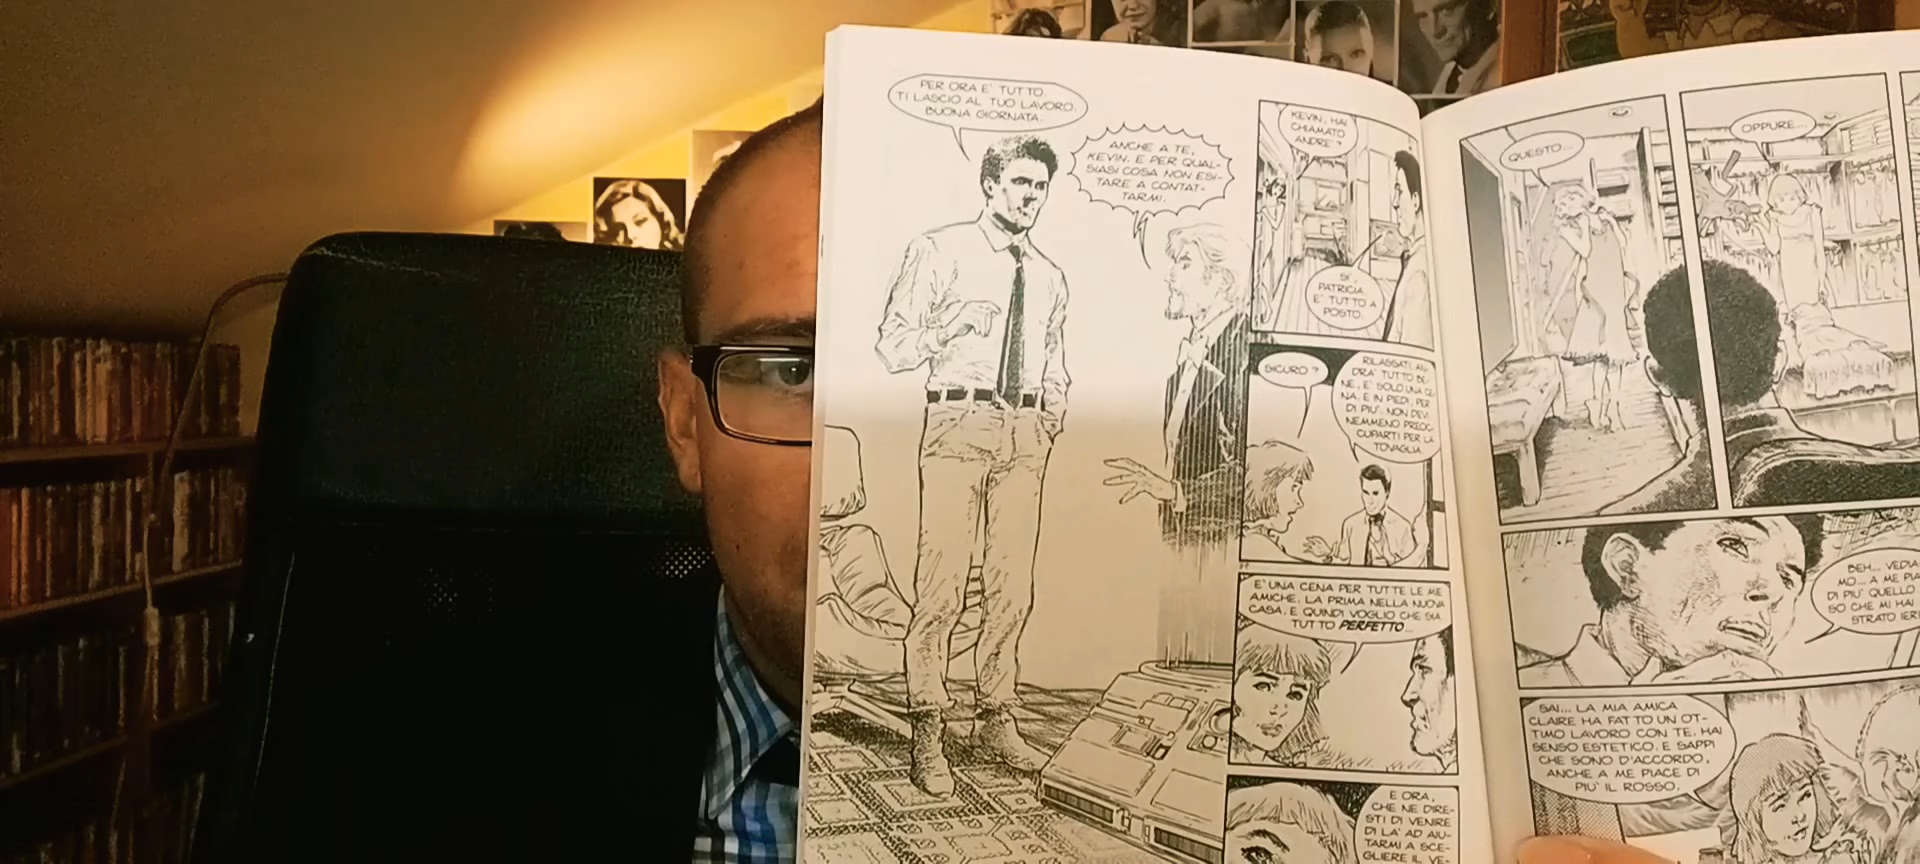 PER ORA E' TUTTO.
TI LASCIO AL TUO LAVORO.
BUONA GIORNATA.
ANCHE A TE,
KEVIN. E PER QUAL-
SIASI COSA NON ESI-
TARE A CONTAT-
TARMI.
KEVIN, HAI
CHIAMATO
ANDRE'?
SI',
PATRICIA.
E' TUTTO A
POSTO.
SICURO?
RILASSATI, AN-
DRA' TUTTO BE-
NE, E' SOLO UNA CE-
NA. E IN PIEDI, PER
DI PIU'. NON DEVI
NEMMENO PREOC-
CUPARTI PER LA
TOVAGLIA.
E' UNA CENA PER TUTTE LE MIE
AMICHE. LA PRIMA NELLA NUOVA
CASA. E QUINDI VOGLIO CHE SIA
TUTTO PERFETTO...
E ORA,
CHE NE DIRE-
STI DI VENIRE
DI LA' AD AIU-
TARMI A SCE-
GLIERE IL VE-
QUESTO...
OPPURE...
BEH... VEDIA
MO... A ME PIA
DI PIU' QUELLO
SO CHE MI HAI
STRATO IER
SAI... LA MIA AMICA
CLAIRE HA FATTO UN OT-
TIMO LAVORO CON TE. HAI
SENSO ESTETICO. E SAPPI
CHE SONO D'ACCORDO,
ANCHE A ME PIACE DI
PIU' IL ROSSO.